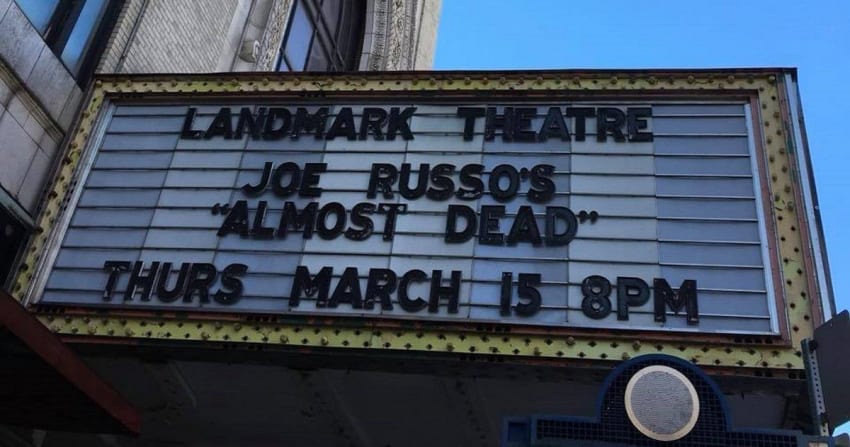 LANDMARK THEATRE
JOE RUSSO'S
"ALMOST DEAD"
THURS MARCH 15 8PM